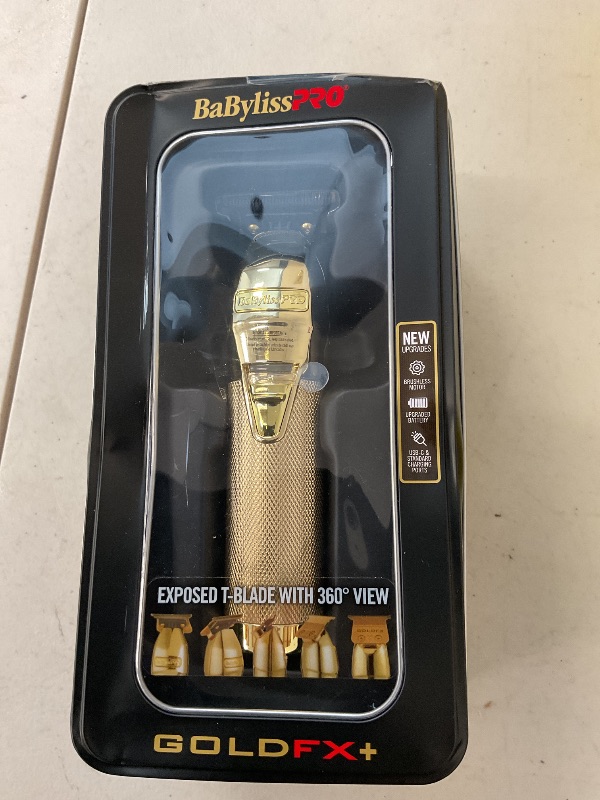 BaBylissPRO
BaBylissPRO
NEW
UPGRADES
BRUSHLESS
MOTOR
UPGRADED
BATTERY
USB-C &
STANDARD
CHARGING
PORTS
EXPOSED T-BLADE WITH 360° VIEW
GOLDFX+